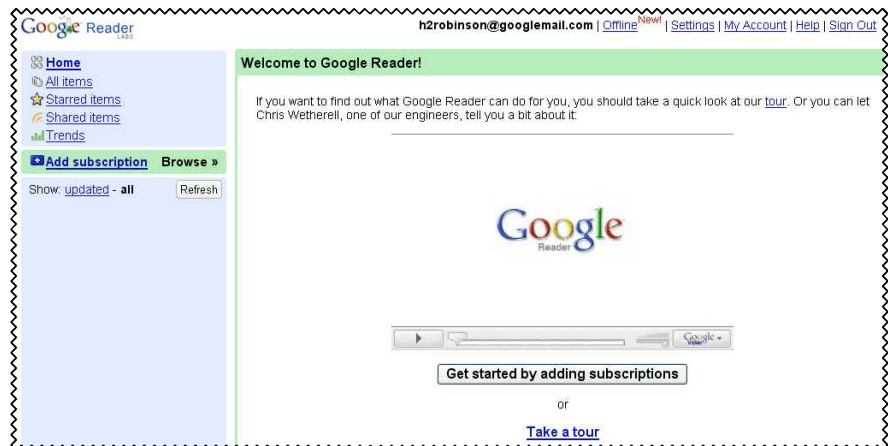 Google Reader
LABS
h2robinson@googlemail.com | Offline New! | Settings | My Account | Help | Sign Out
Home
All items
Starred items
Shared items
Trends
Add subscription Browse »
Show: updated - all Refresh
Welcome to Google Reader!
If you want to find out what Google Reader can do for you, you should take a quick look at our tour. Or you can let
Chris Wetherell, one of our engineers, tell you a bit about it:
Google
Reader
Google
Video
Get started by adding subscriptions
or
Take a tour